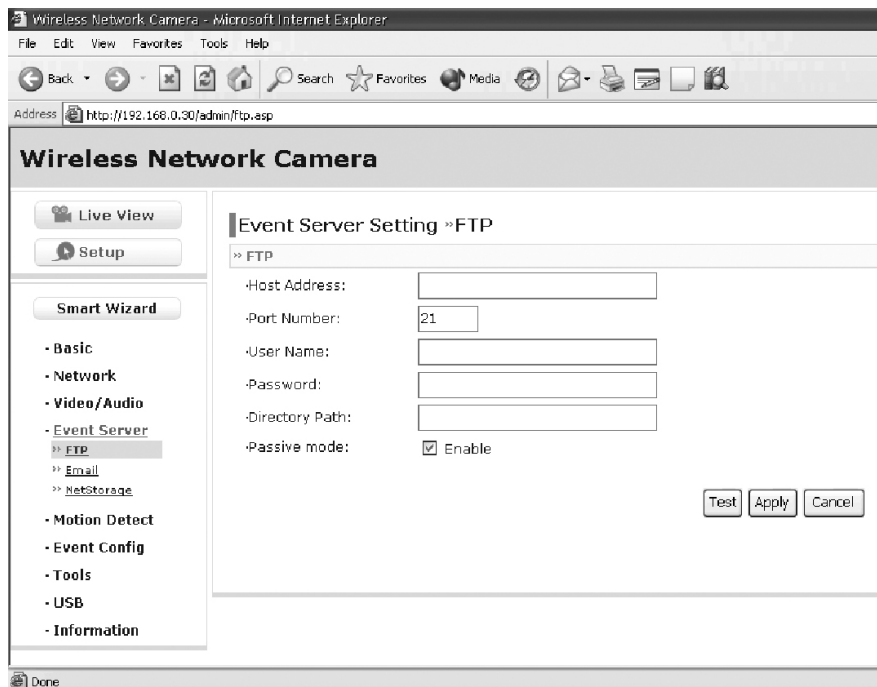 Wireless Network Camera - Microsoft Internet Explorer
File Edit View Favorites Tools Help
Back Search Favorites Media
Address http://192.168.0.30/admin/ftp.asp
Wireless Network Camera
Live View
Setup
Smart Wizard
· Basic
· Network
· Video/Audio
· Event Server
» FTP
» Email
» NetStorage
· Motion Detect
· Event Config
· Tools
· USB
· Information
Event Server Setting »FTP
» FTP
·Host Address:
·Port Number: 21
·User Name:
·Password:
·Directory Path:
·Passive mode: Enable
Test Apply Cancel
Done